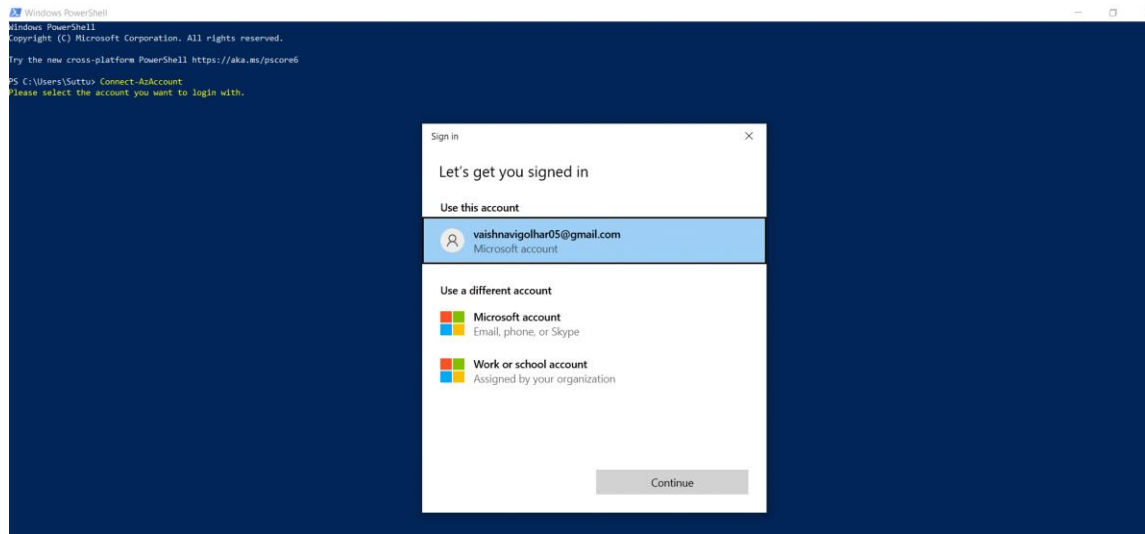 Windows PowerShell
Windows PowerShell
Copyright (C) Microsoft Corporation. All rights reserved.
Try the new cross-platform PowerShell https://aka.ms/pscore6
PS C:\Users\Suttu> Connect-AzAccount
Please select the account you want to login with.
Sign in
Let's get you signed in
Use this account
vaishnavigolhar05@gmail.com
Microsoft account
Use a different account
Microsoft account
Email, phone, or Skype
Work or school account
Assigned by your organization
Continue